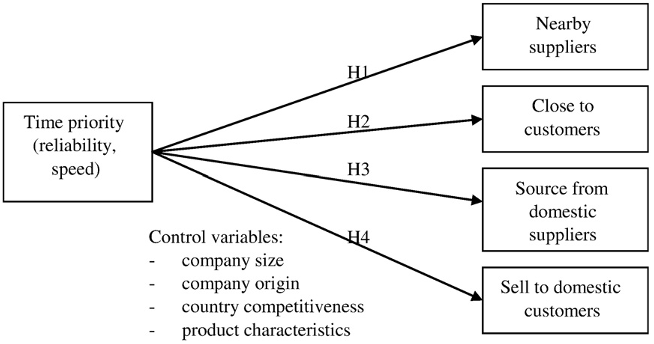 Time priority
(reliability,
speed)
H1
H2
H3
H4
Nearby
suppliers
Close to
customers
Source from
domestic
suppliers
Sell to domestic
customers
Control variables:
- company size
- company origin
- country competitiveness
- product characteristics